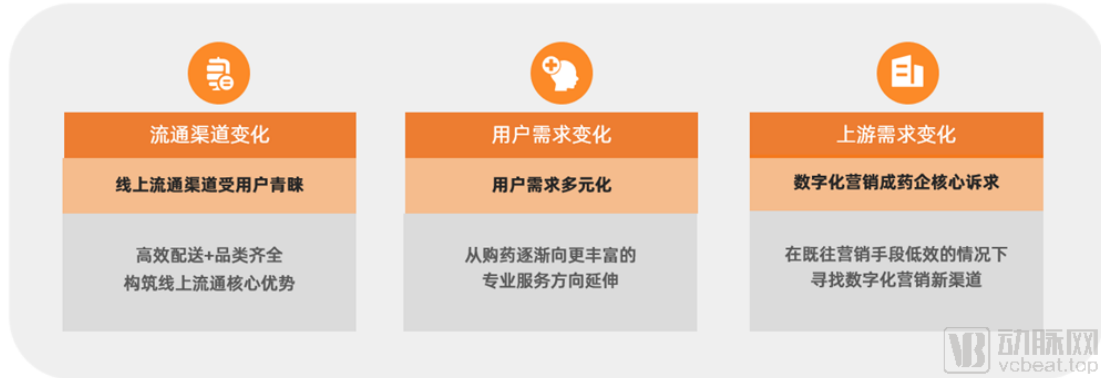 流通渠道变化
线上流通渠道受用户青睐
高效配送+品类齐全
构筑线上流通核心优势
用户需求变化
用户需求多元化
从购药逐渐向更丰富的
专业服务方向延伸
上游需求变化
数字化营销成药企核心诉求
在既往营销手段低效的情况下
寻找数字化营销新渠道
VB
动脉网
vcbeat.top